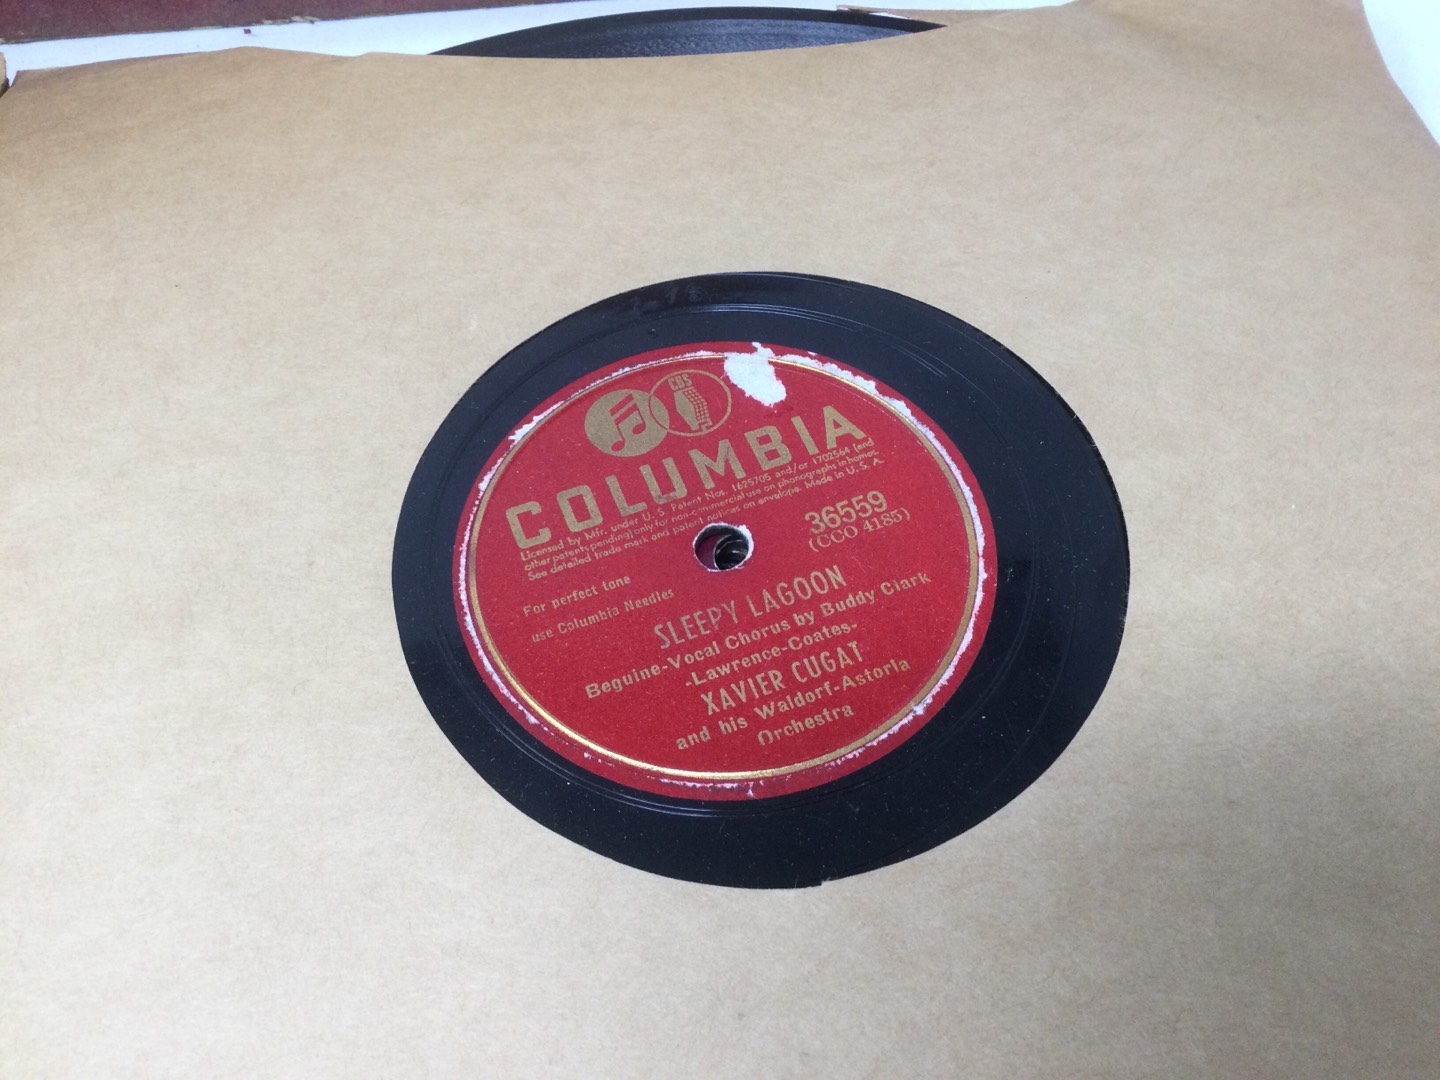 CBS
COLUMBIA
Licensed by Mfr. under U. S. Patent Nos. 1625705 and/or 1702564 (and
other patents pending) only for non-commercial use on phonographs in homes.
See detailed trade mark and patent notices on envelope. Made in U. S. A.
36559
(CCO 4185)
For perfect tone
use Columbia Needles
SLEEPY LAGOON
Beguine-Vocal Chorus by Buddy Clark
-Lawrence-Coates-
XAVIER CUGAT
and his Waldorf-Astoria
Orchestra